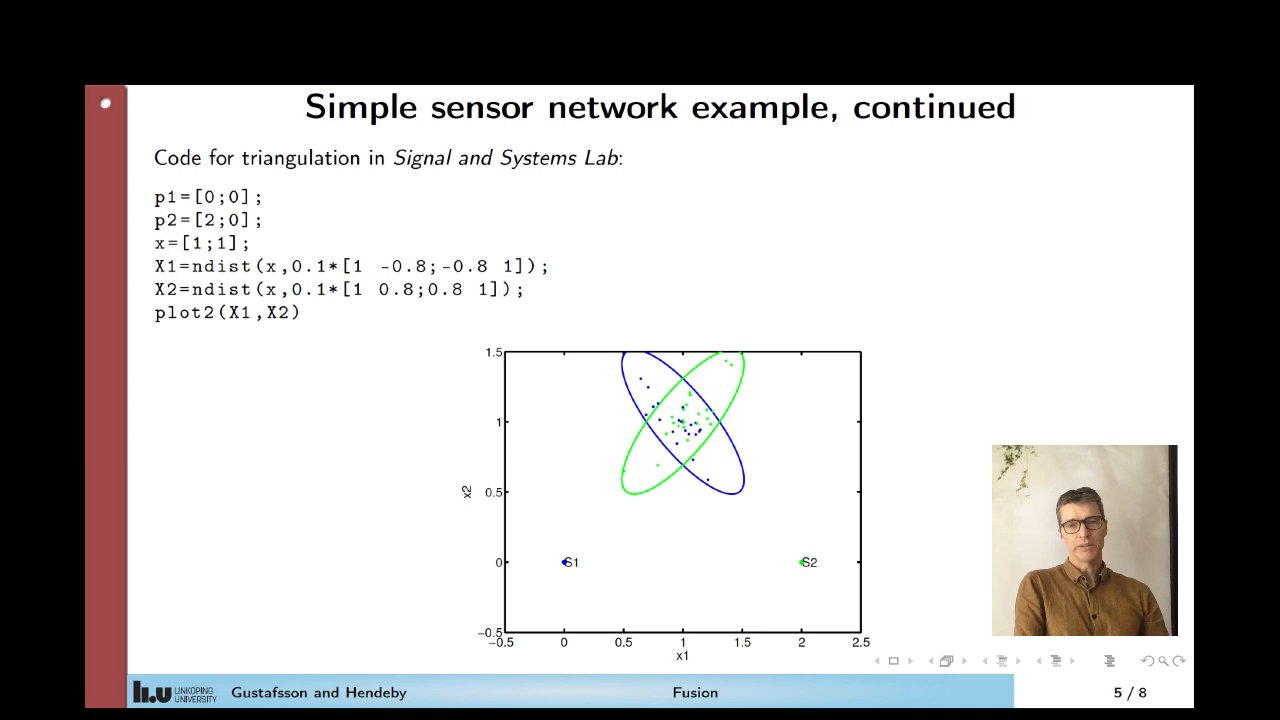 Simple sensor network example, continued
Code for triangulation in Signal and Systems Lab:
p1=[0;0];
p2=[2;0];
x=[1;1];
X1=ndist(x,0.1*[1 -0.8;-0.8 1]);
X2=ndist(x,0.1*[1 0.8;0.8 1]);
plot2(X1,X2)
1.5
1
0.5
0
−0.5
x2
S1
S2
−0.5 0 0.5 1 1.5 2 2.5
x1
LINKÖPING
UNIVERSITY
Gustafsson and Hendeby
Fusion
5 / 8